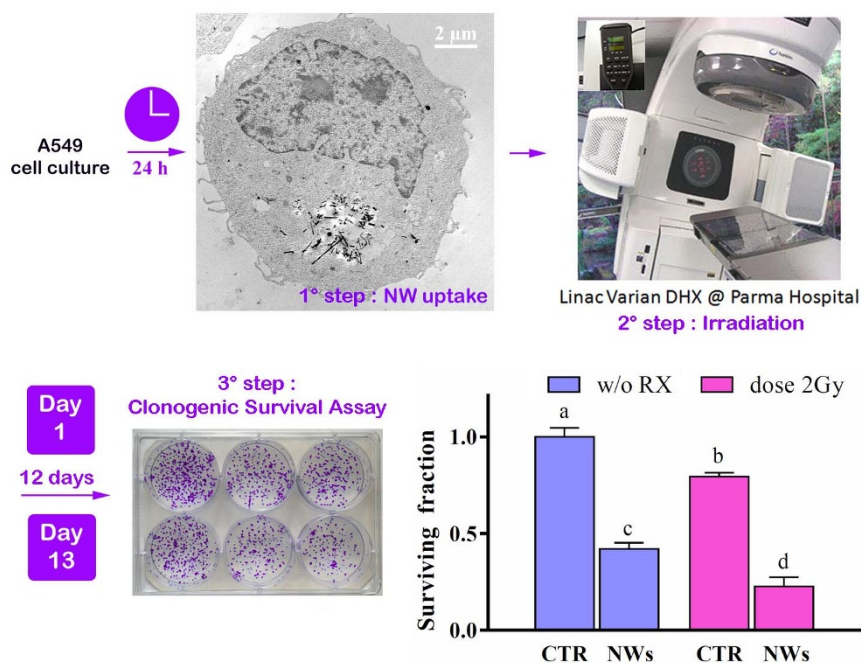 A549
cell culture
24 h
2 µm
1° step : NW uptake
Linac Varian DHX @ Parma Hospital
2° step : Irradiation
Day
1
12 days
Day
13
3° step :
Clonogenic Survival Assay
w/o RX
dose 2Gy
Surviving fraction
1.0
0.5
0.0
a
c
b
d
CTR
NWs
CTR
NWs